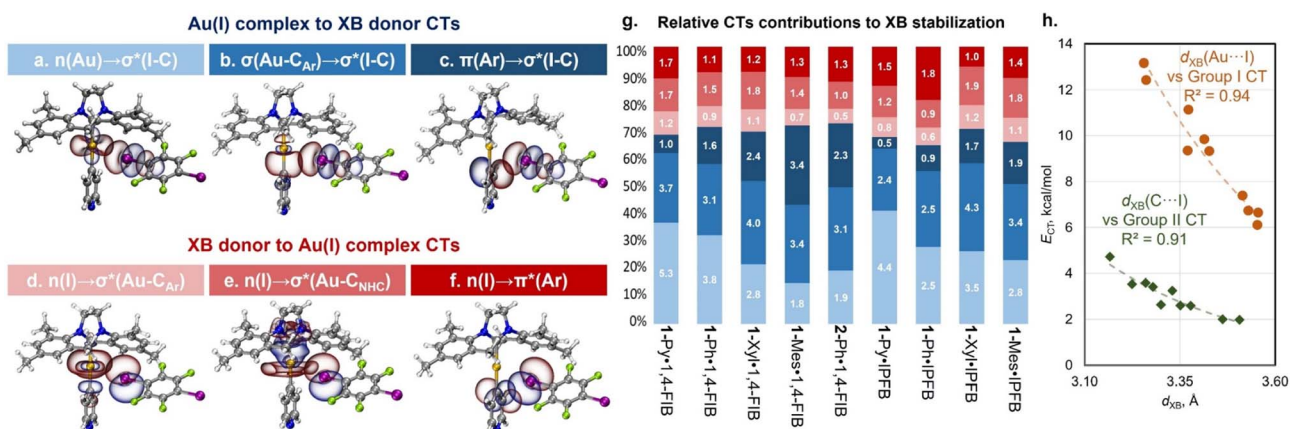 Au(I) complex to XB donor CTs
a. n(Au)→σ*(I-C)
b. σ(Au-C_Ar)→σ*(I-C)
c. π(Ar)→σ*(I-C)
XB donor to Au(I) complex CTs
d. n(I)→σ*(Au-C_Ar)
e. n(I)→σ*(Au-C_NHC)
f. n(I)→π*(Ar)
g. Relative CTs contributions to XB stabilization
100%
90%
80%
70%
60%
50%
40%
30%
20%
10%
0%
1.7
1.7
1.2
1.0
3.7
5.3
1.1
1.5
0.9
1.6
3.1
3.8
1.2
1.8
1.1
2.4
4.0
2.8
1.3
1.4
0.7
3.4
3.4
1.8
1.3
1.0
0.5
2.3
3.1
1.9
1.5
1.2
0.8
0.5
2.4
4.4
1.8
0.9
0.6
0.9
2.5
2.5
1.0
1.9
1.2
1.7
4.3
3.5
1.4
1.8
1.1
1.9
3.4
2.8
1-Py•1,4-FIB
1-Ph•1,4-FIB
1-Xyl•1,4-FIB
1-Mes•1,4-FIB
2-Ph•1,4-FIB
1-Py•IPFB
1-Ph•IPFB
1-Xyl•IPFB
1-Mes•IPFB
h.
E_CT, kcal/mol
14
12
10
8
6
4
2
0
d_XB(Au⋯I)
vs Group I CT
R² = 0.94
d_XB(C⋯I)
vs Group II CT
R² = 0.91
3.10
3.35
3.60
d_XB, Å